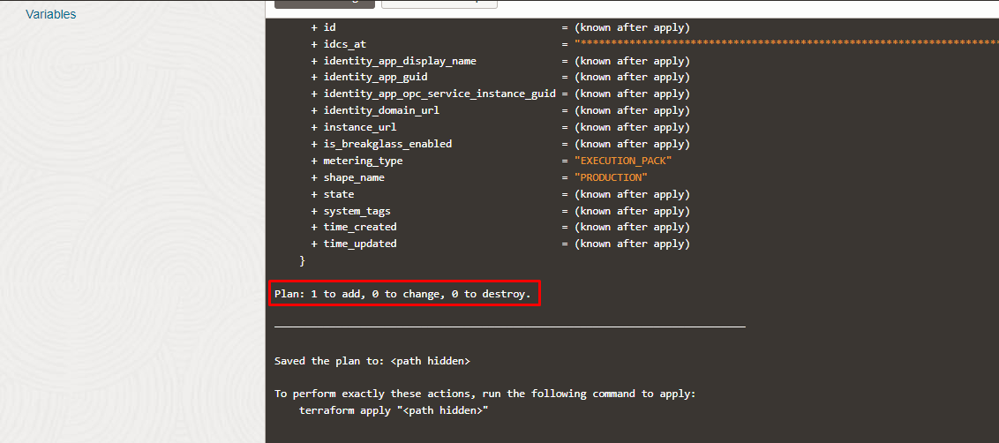 Variables
+ id = (known after apply)
+ idcs_at = "*********************************************************************
+ identity_app_display_name = (known after apply)
+ identity_app_guid = (known after apply)
+ identity_app_opc_service_instance_guid = (known after apply)
+ identity_domain_url = (known after apply)
+ instance_url = (known after apply)
+ is_breakglass_enabled = (known after apply)
+ metering_type = "EXECUTION_PACK"
+ shape_name = "PRODUCTION"
+ state = (known after apply)
+ system_tags = (known after apply)
+ time_created = (known after apply)
+ time_updated = (known after apply)
}
Plan: 1 to add, 0 to change, 0 to destroy.
Saved the plan to: <path hidden>
To perform exactly these actions, run the following command to apply:
terraform apply "<path hidden>"